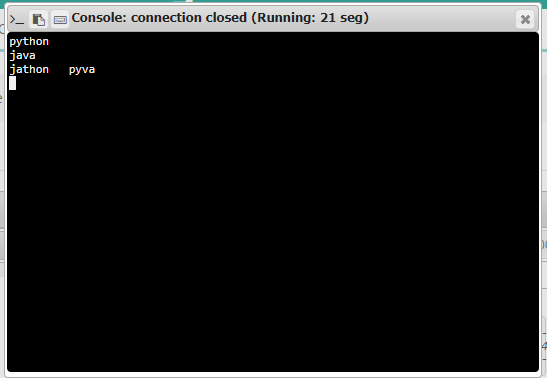 Console: connection closed (Running: 21 seg)
python
java
jathon   pyva